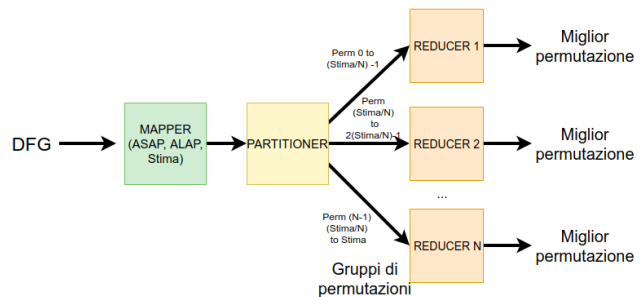 DFG
MAPPER
(ASAP, ALAP,
Stima)
PARTITIONER
Perm 0 to
(Stima/N) -1
Perm
(Stima/N)
to
2(Stima/N)-1
Perm (N-1)
(Stima/N)
to Stima
Gruppi di
permutazioni
REDUCER 1
Miglior
permutazione
REDUCER 2
Miglior
permutazione
...
REDUCER N
Miglior
permutazione